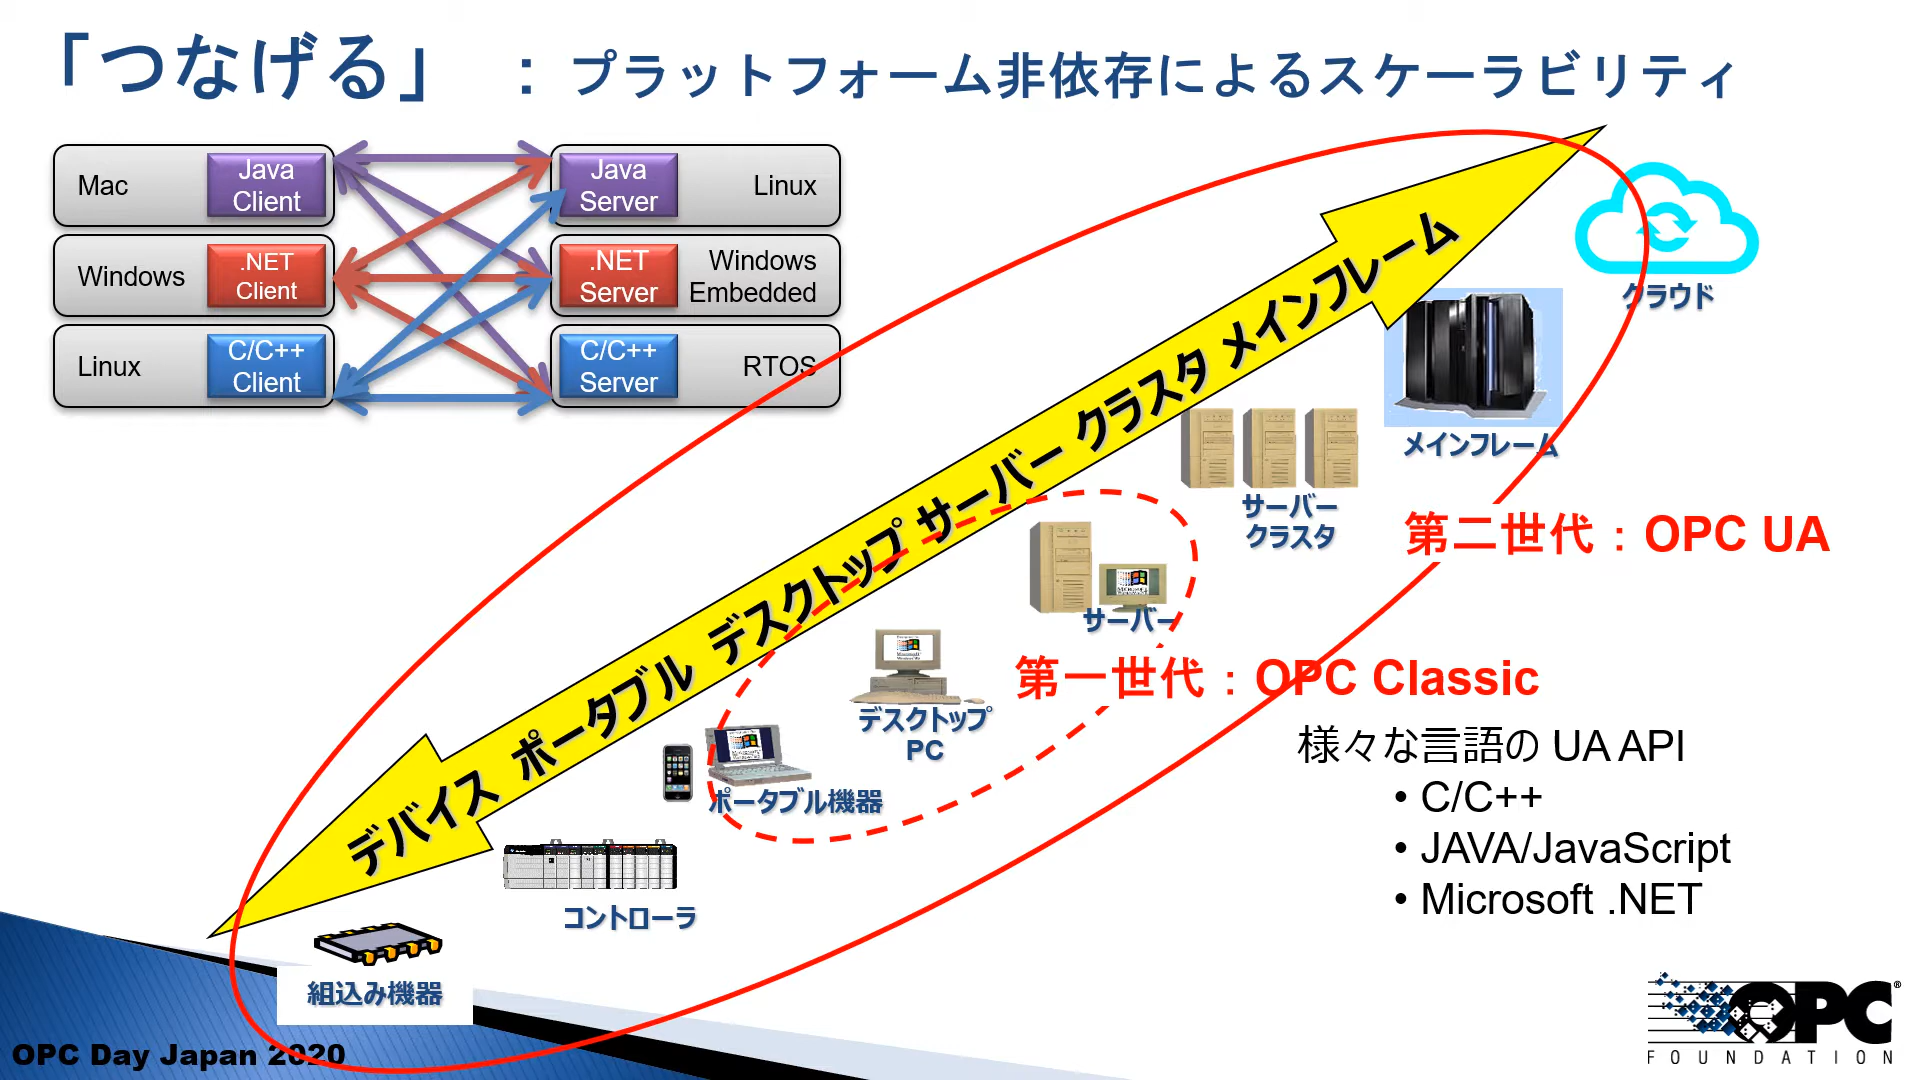 「つなげる」 ： プラットフォーム非依存によるスケーラビリティ
Mac
Java
Client
Java
Server
Linux
Windows
.NET
Client
.NET
Server
Windows
Embedded
Linux
C/C++
Client
C/C++
Server
RTOS
デバイス ポータブル デスクトップ サーバー クラスタ メインフレーム
クラウド
メインフレーム
サーバー
クラスタ
第二世代：OPC UA
サーバー
第一世代：OPC Classic
デスクトップ
PC
ポータブル機器
コントローラ
組込み機器
様々な言語の UA API
• C/C++
• JAVA/JavaScript
• Microsoft .NET
OPC Day Japan 2020
OPC®
FOUNDATION